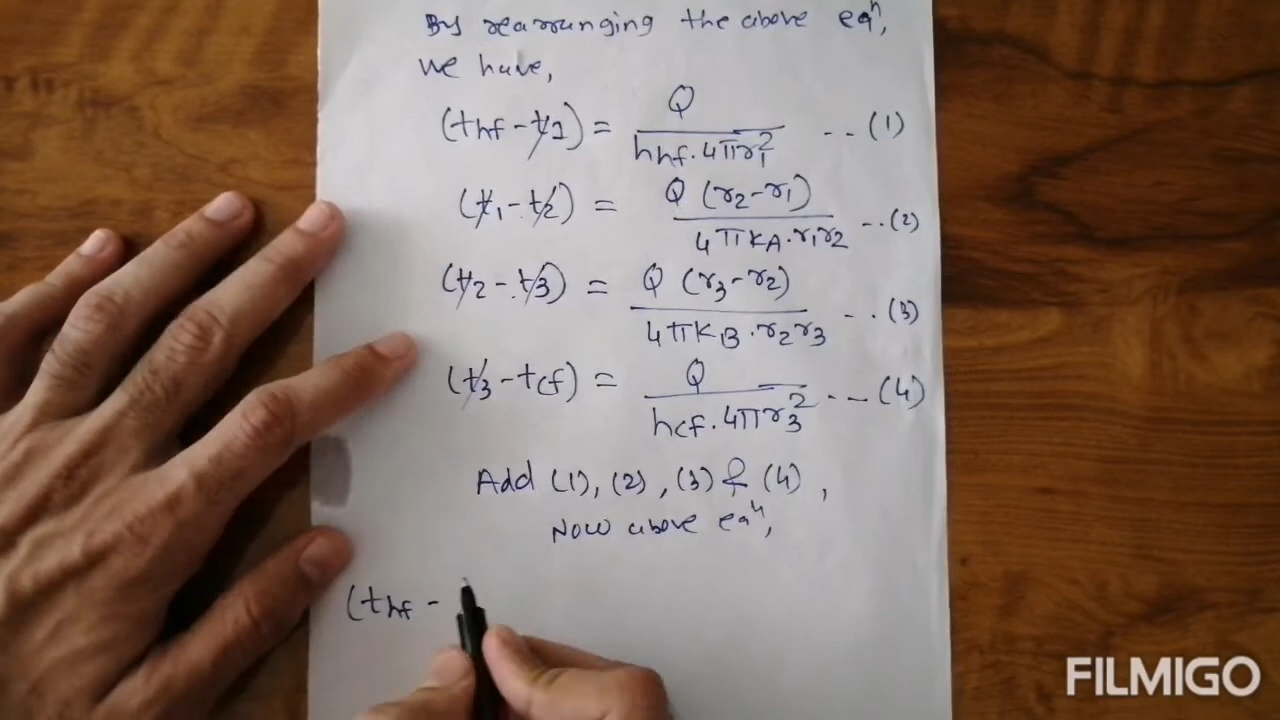 By rearrunging the above eqⁿ,
we have,
(thf - t1) = Q / hhf · 4πr₁² -- (1)
(t₁ - t2) = Q (r₂ - r₁) / 4πKA · r₁r₂ -- (2)
(t₂ - t3) = Q (r₃ - r₂) / 4πKB · r₂r₃ -- (3)
(t₃ - tcf) = Q / hcf · 4πr₃² -- (4)
Add (1), (2), (3) & (4),
Now above eqⁿ,
(thf -
FILMIGO